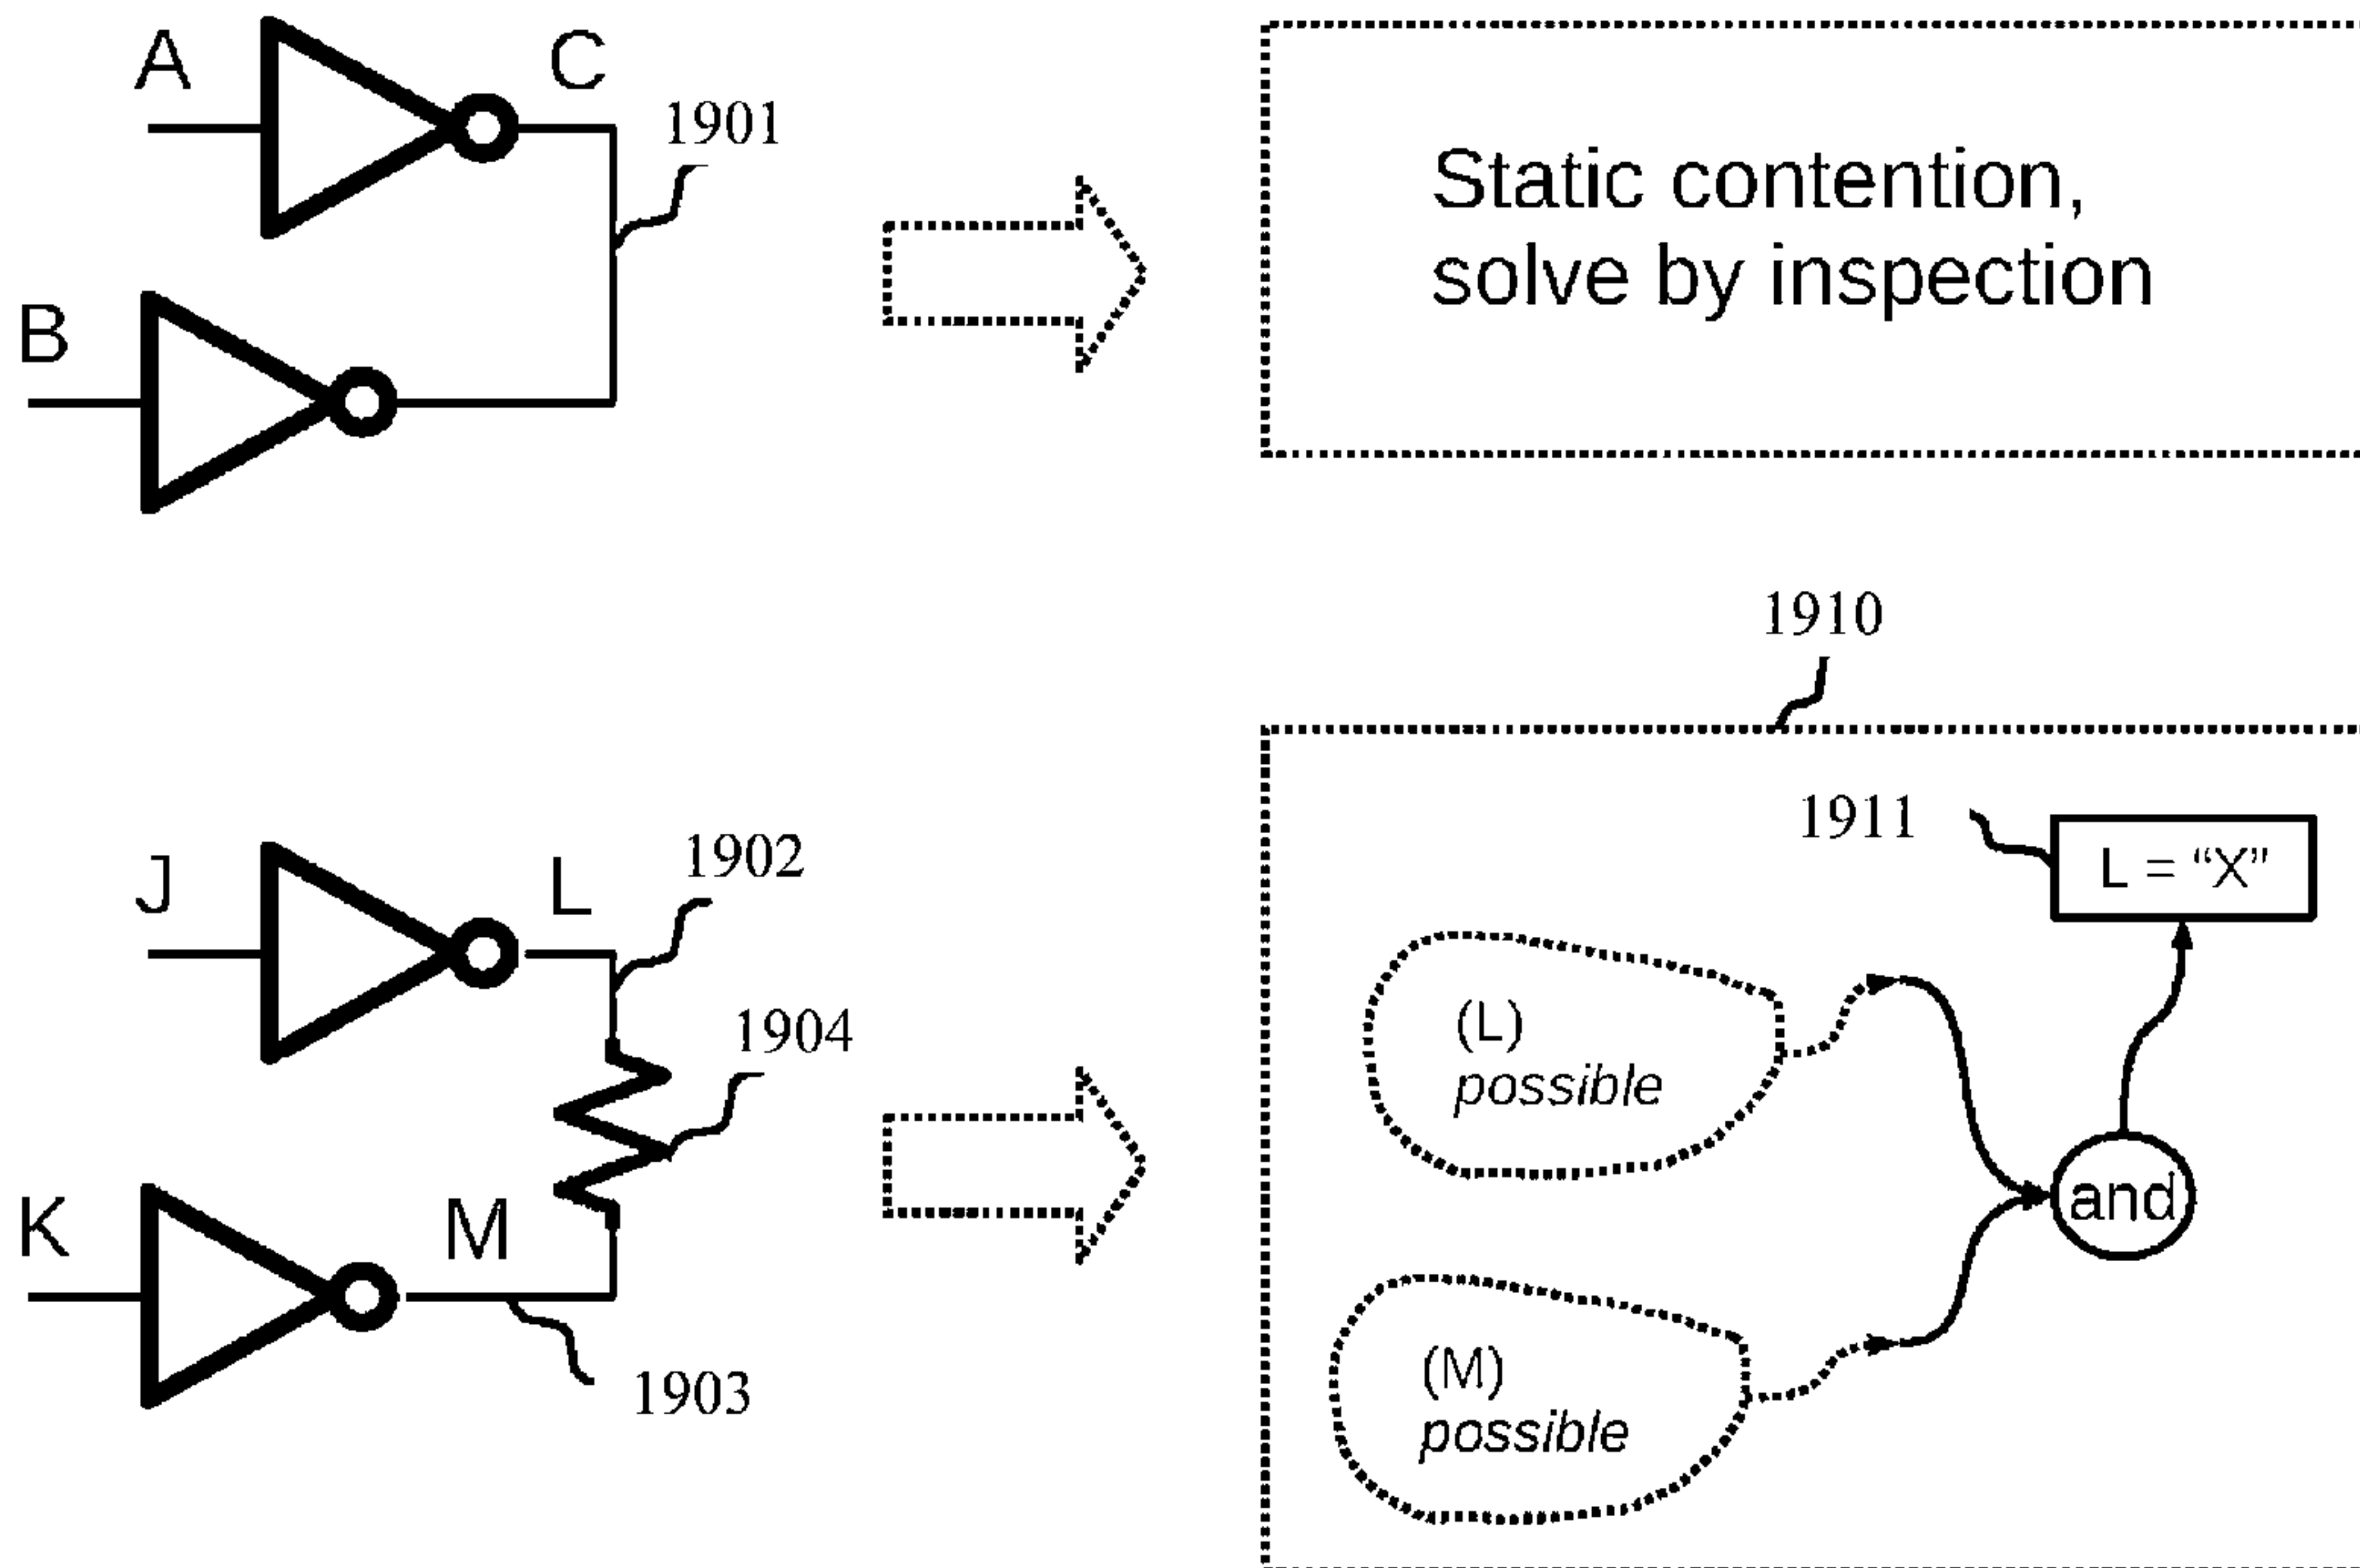 A
C
1901
B
Static contention,
solve by inspection
1910
1911
L = “X”
J
L
1902
1904
(L)
possible
and
K
M
1903
(M)
possible